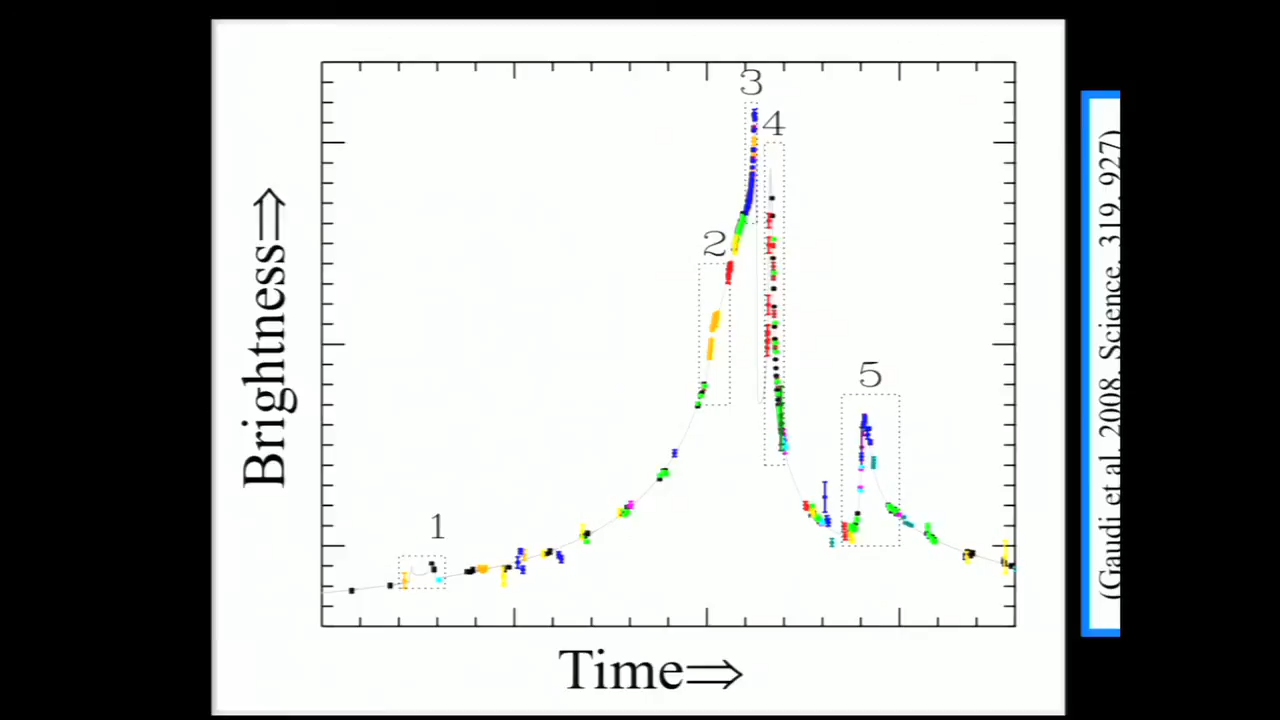 3
4
2
5
1
Brightness⇒
Time⇒
(Gaudi et al. 2008, Science, 319, 927)